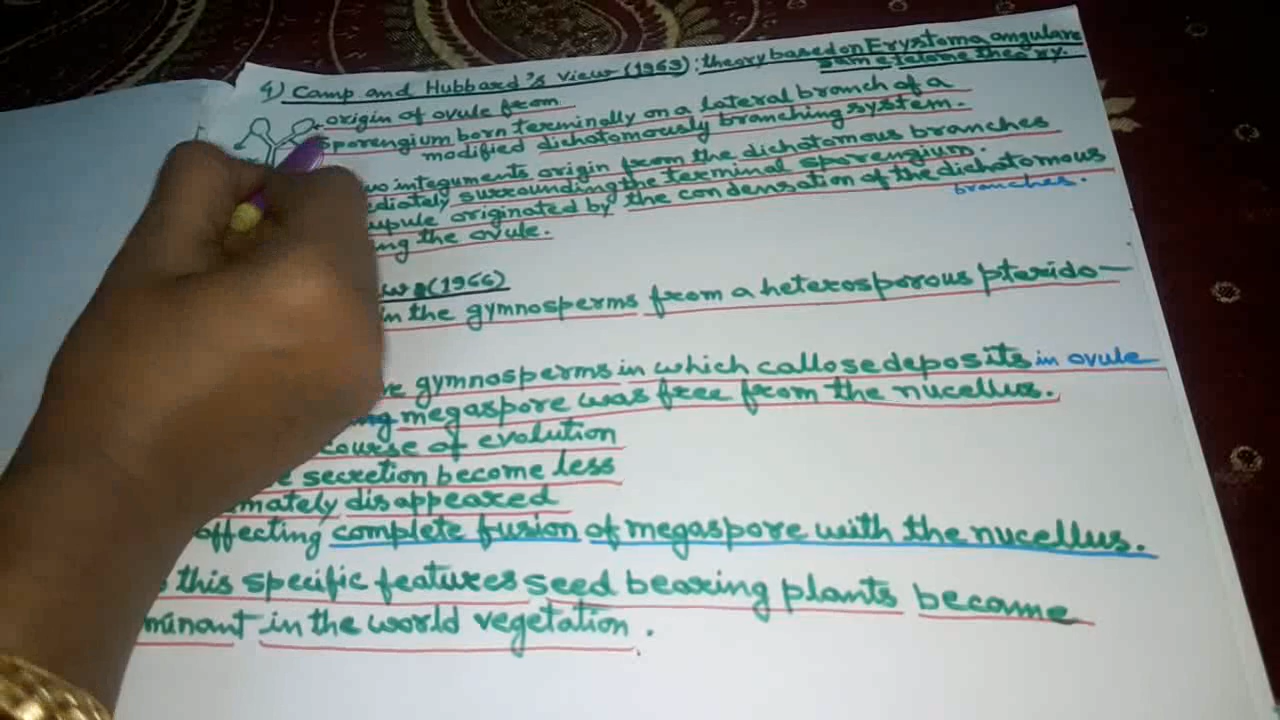 4) Camp and Hubbard's view (1963): theory based on Erystoma angulare
same telome theory.
origin of ovule from
sporengium born terminally on a lateral branch of a
modified dichotomously branching system.
integuments origin from the dichotomous branches
surrounding the terminal sporengium.
originated by the condensation of the dichotomous
branches.
the ovule.
(1966)
in the gymnosperms from a heterosporous pterido-
gymnosperms in which callose deposits in ovule
megaspore was free from the nucellus.
course of evolution
secretion become less
disappeared
affecting complete fusion of megaspore with the nucellus.
this specific features seed bearing plants become
in the world vegetation.